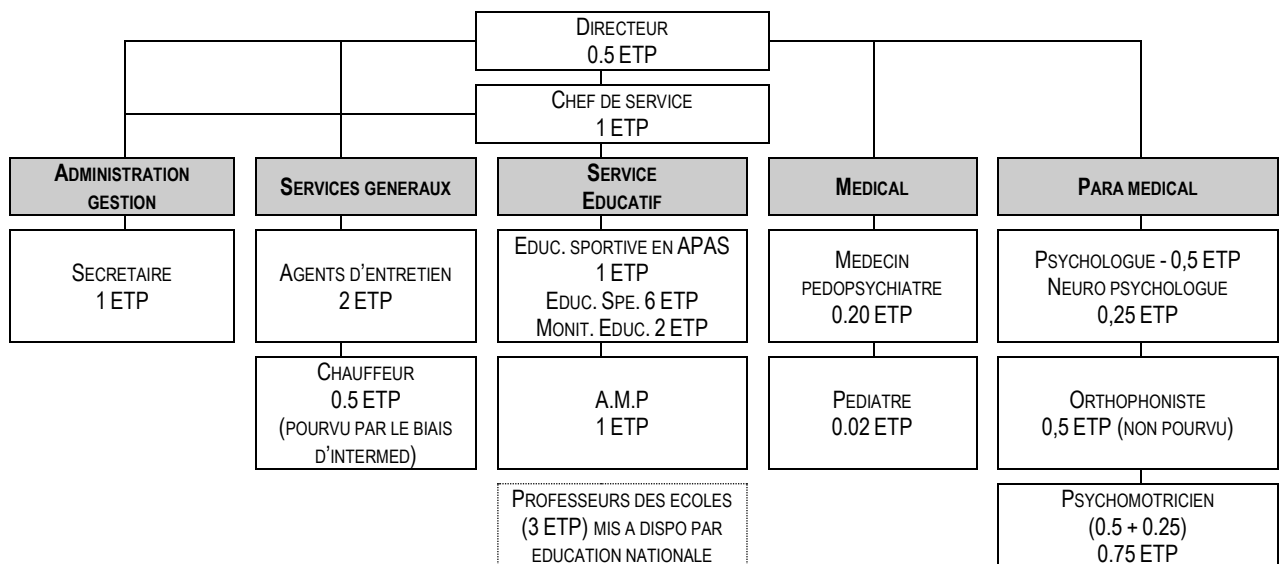 DIRECTEUR
0.5 ETP
CHEF DE SERVICE
1 ETP
ADMINISTRATION
GESTION
SERVICES GENERAUX
SERVICE
EDUCATIF
MEDICAL
PARA MEDICAL
SECRETAIRE
1 ETP
AGENTS D'ENTRETIEN
2 ETP
EDUC. SPORTIVE EN APAS
1 ETP
EDUC. SPE. 6 ETP
MONIT. EDUC. 2 ETP
MEDECIN
PEDOPSYCHIATRE
0.20 ETP
PSYCHOLOGUE - 0,5 ETP
NEURO PSYCHOLOGUE
0,25 ETP
CHAUFFEUR
0.5 ETP
(POURVU PAR LE BIAIS
D'INTERMED)
A.M.P
1 ETP
PEDIATRE
0.02 ETP
ORTHOPHONISTE
0,5 ETP (NON POURVU)
PROFESSEURS DES ECOLES
(3 ETP) MIS A DISPO PAR
EDUCATION NATIONALE
PSYCHOMOTRICIEN
(0.5 + 0.25)
0.75 ETP